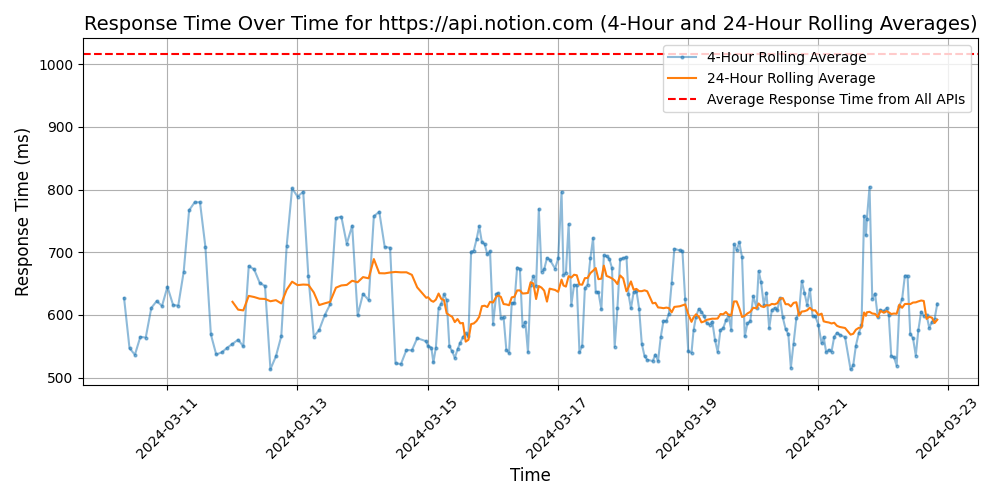 Response Time Over Time for https://api.notion.com (4-Hour and 24-Hour Rolling Averages)
4-Hour Rolling Average
24-Hour Rolling Average
Average Response Time from All APIs
Response Time (ms)
1000
900
800
700
600
500
2024-03-11
2024-03-13
2024-03-15
2024-03-17
2024-03-19
2024-03-21
2024-03-23
Time